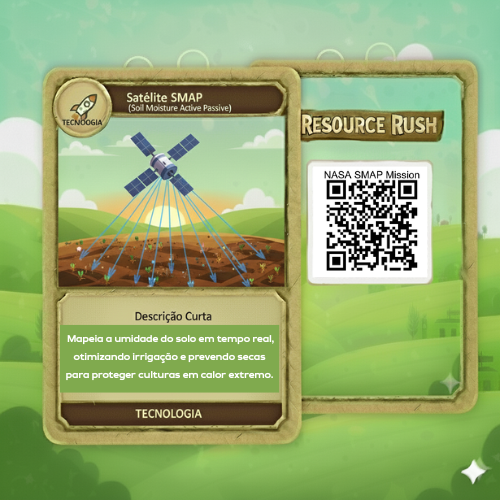 Satélite SMAP
(Soil Moisture Active Passive)
TECNOOGIA
Descrição Curta
Mapeia a umidade do solo em tempo real,
otimizando irrigação e prevendo secas
para proteger culturas em calor extremo.
TECNOLOGIA
RESOURCE RUSH
NASA SMAP Mission